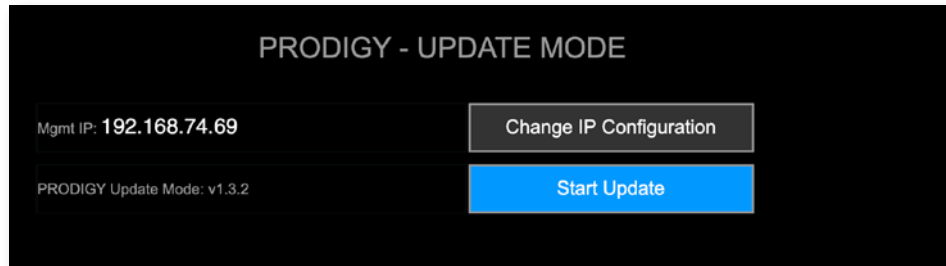 PRODIGY - UPDATE MODE
Mgmt IP: 192.168.74.69
Change IP Configuration
PRODIGY Update Mode: v1.3.2
Start Update